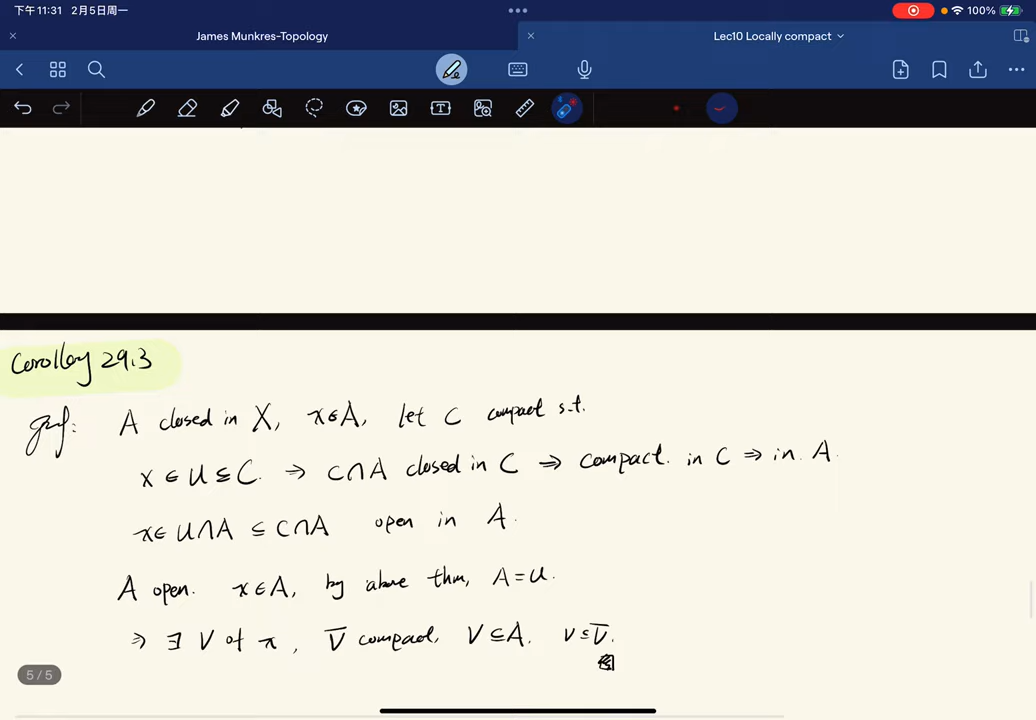 下午11:31 2月5日周一
100%
James Munkres-Topology
Lec10 Locally compact
Corollery 29.3
prof: A closed in X, x∈A, let C compact s.t.
x ∈ U ⊆ C. ⇒ C∩A closed in C ⇒ compact. in C ⇒ in A.
x∈ U∩A ⊆ C∩A open in A.
A open. x∈A, by above thm, A=U.
⇒ ∃ V of x, V̅ compact, V⊆A. V⊆V̅.
5 / 5